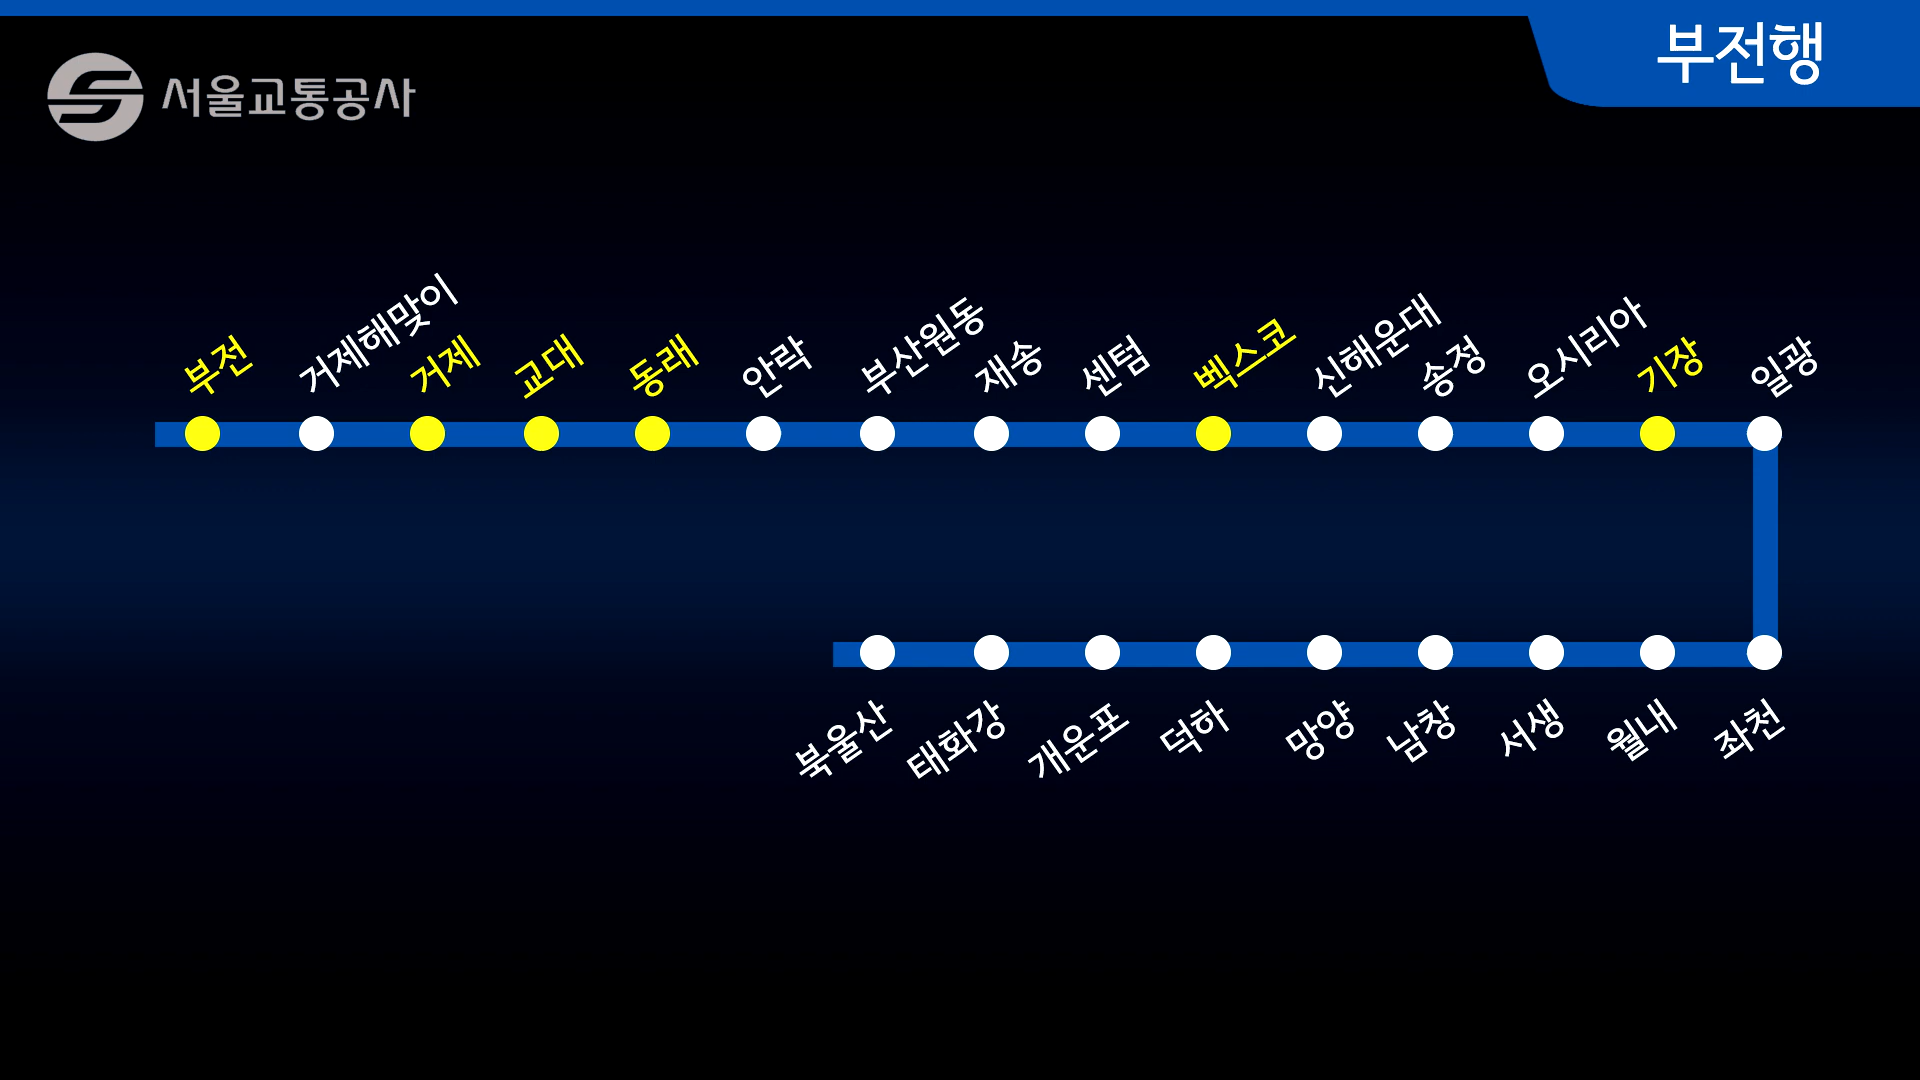 부전행
서울교통공사
부전
거제해맞이
거제
교대
동래
안락
부산원동
재송
센텀
벡스코
신해운대
송정
오시리아
기장
일광
북울산
태화강
개운포
덕하
망양
남창
서생
월내
좌천